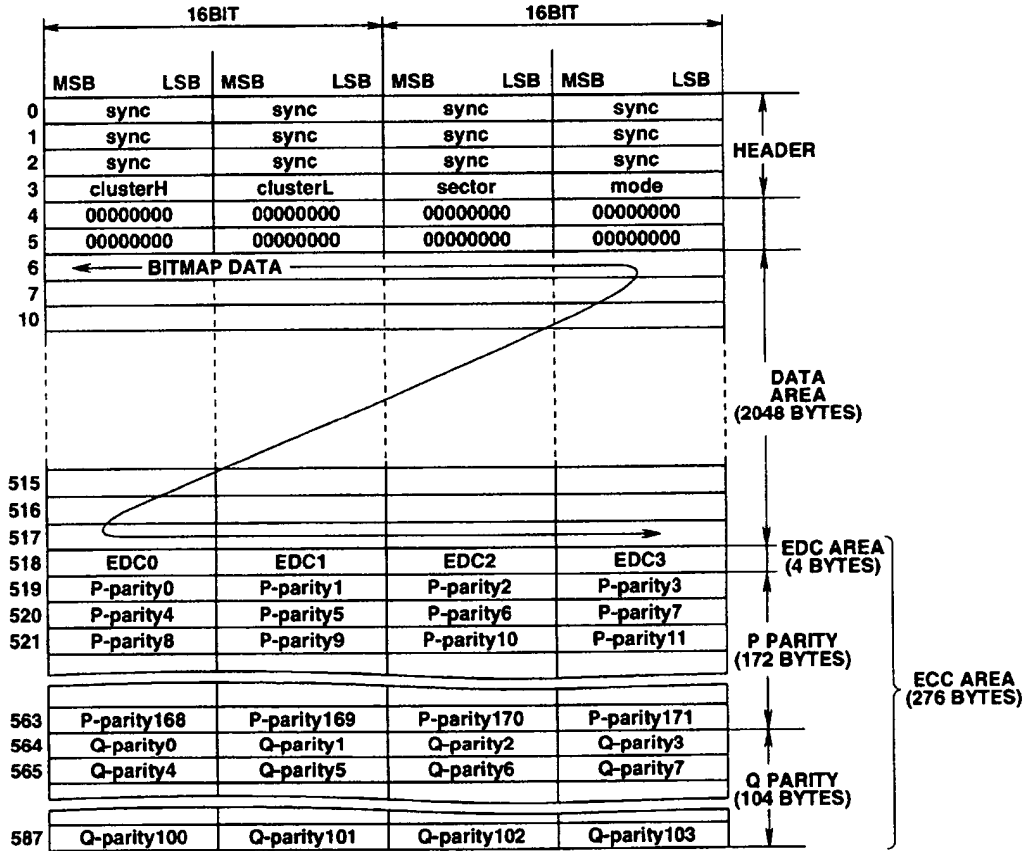 16BIT 16BIT
MSB LSB MSB LSB MSB LSB MSB LSB
0 sync sync sync sync
1 sync sync sync sync
2 sync sync sync sync
HEADER
3 clusterH clusterL sector mode
4 00000000 00000000 00000000 00000000
5 00000000 00000000 00000000 00000000
6 BITMAP DATA
7
10
DATA
AREA
(2048 BYTES)
515
516
517
EDC AREA
(4 BYTES)
518 EDC0 EDC1 EDC2 EDC3
519 P-parity0 P-parity1 P-parity2 P-parity3
520 P-parity4 P-parity5 P-parity6 P-parity7
521 P-parity8 P-parity9 P-parity10 P-parity11
P PARITY
(172 BYTES)
ECC AREA
(276 BYTES)
563 P-parity168 P-parity169 P-parity170 P-parity171
564 Q-parity0 Q-parity1 Q-parity2 Q-parity3
565 Q-parity4 Q-parity5 Q-parity6 Q-parity7
Q PARITY
(104 BYTES)
587 Q-parity100 Q-parity101 Q-parity102 Q-parity103